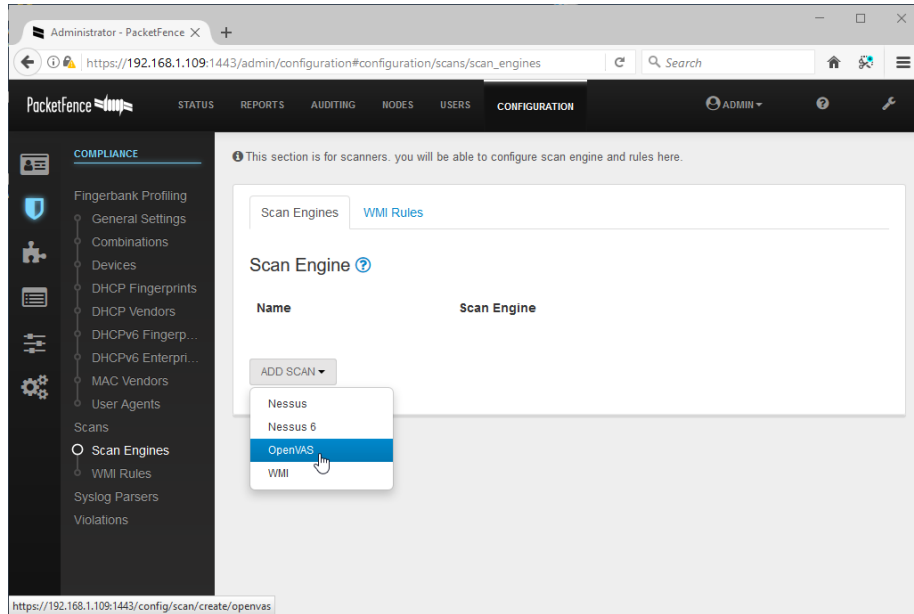 Administrator - PacketFence
https://192.168.1.109:1443/admin/configuration#configuration/scans/scan_engines
Search
PacketFence
STATUS
REPORTS
AUDITING
NODES
USERS
CONFIGURATION
ADMIN
COMPLIANCE
Fingerbank Profiling
General Settings
Combinations
Devices
DHCP Fingerprints
DHCP Vendors
DHCPv6 Fingerp...
DHCPv6 Enterpri...
MAC Vendors
User Agents
Scans
Scan Engines
WMI Rules
Syslog Parsers
Violations
This section is for scanners. you will be able to configure scan engine and rules here.
Scan Engines WMI Rules
Scan Engine ?
Name Scan Engine
ADD SCAN
Nessus
Nessus 6
OpenVAS
WMI
https://192.168.1.109:1443/config/scan/create/openvas